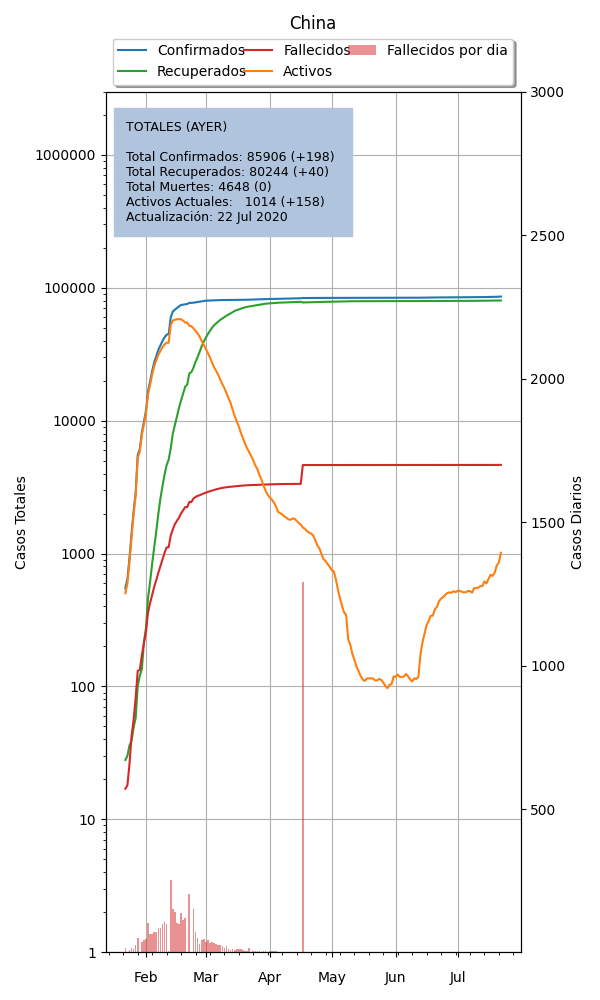 China
Confirmados Fallecidos Fallecidos por dia
Recuperados Activos
TOTALES (AYER)
Total Confirmados: 85906 (+198)
Total Recuperados: 80244 (+40)
Total Muertes: 4648 (0)
Activos Actuales: 1014 (+158)
Actualización: 22 Jul 2020
Casos Totales
1000000
100000
10000
1000
100
10
1
3000
2500
2000
1500
1000
500
Casos Diarios
Feb Mar Apr May Jun Jul